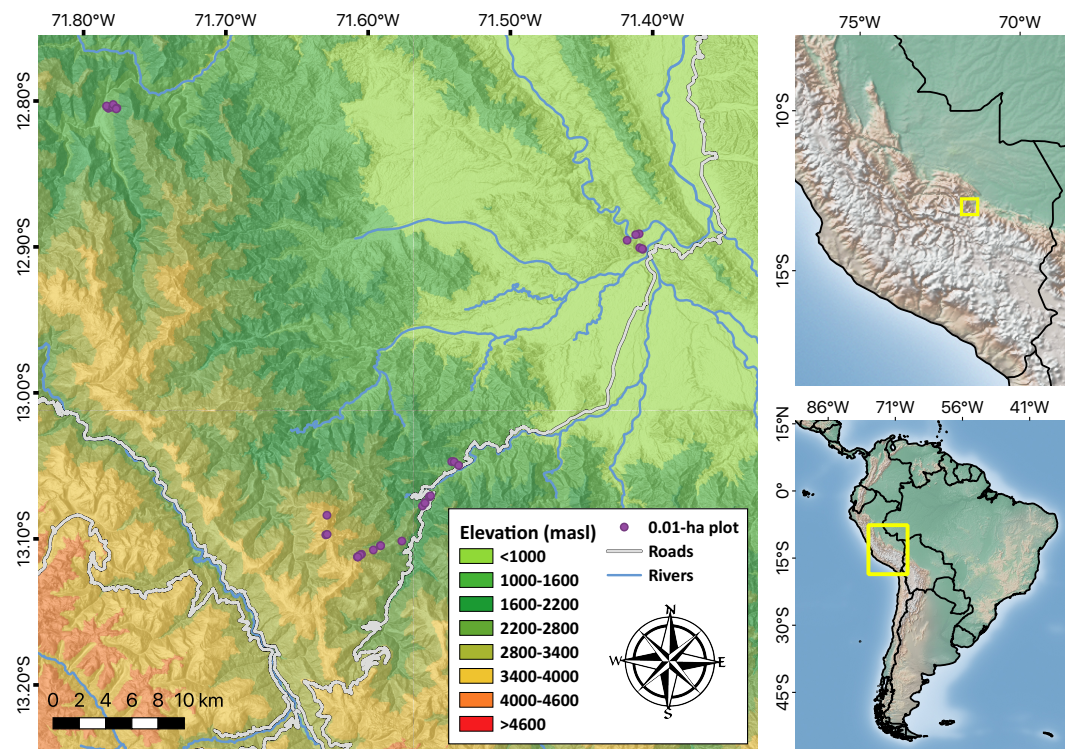 71.80°W 71.70°W 71.60°W 71.50°W 71.40°W
12.80°S
12.90°S
13.00°S
13.10°S
13.20°S
0 2 4 6 8 10 km
Elevation (masl)
<1000
1000-1600
1600-2200
2200-2800
2800-3400
3400-4000
4000-4600
>4600
0.01-ha plot
Roads
Rivers
N
W E
S
75°W 70°W
10°S
15°S
86°W 71°W 56°W 41°W
15°N
0°
15°S
30°S
45°S